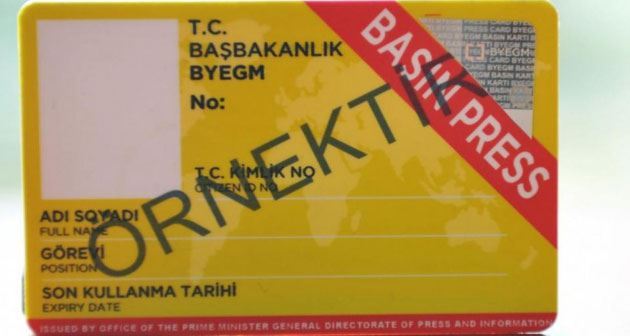 T.C.
BAŞBAKANLIK
BYEGM
No:
BASIN PRESS
BYEGM
T.C. KİMLİK NO
CITIZEN ID NO
ÖRNEKTİR
ADI SOYADI
FULL NAME
GÖREVİ
POSITION
SON KULLANMA TARİHİ
EXPIRY DATE
ISSUED BY OFFICE OF THE PRIME MINISTER GENERAL DIRECTORATE OF PRESS AND INFORMATION